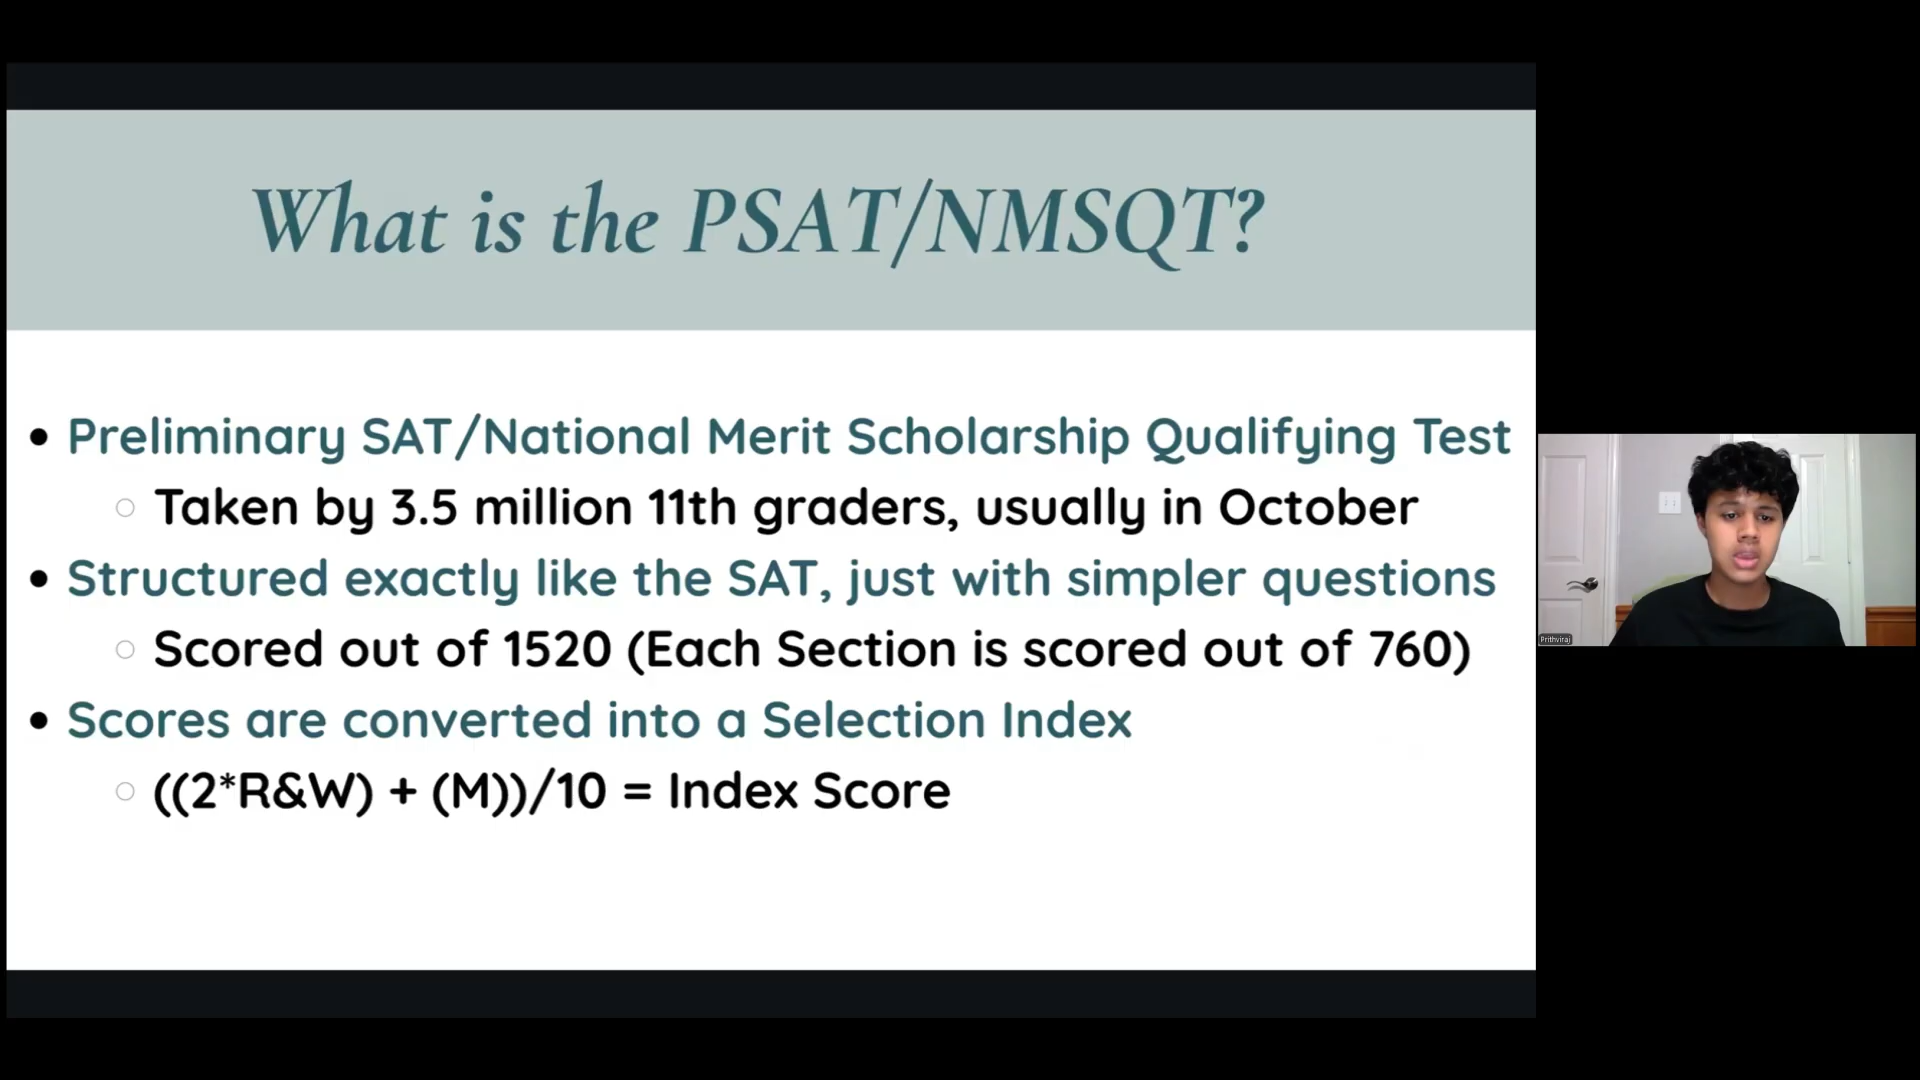 What is the PSAT/NMSQT?
• Preliminary SAT/National Merit Scholarship Qualifying Test
○ Taken by 3.5 million 11th graders, usually in October
• Structured exactly like the SAT, just with simpler questions
○ Scored out of 1520 (Each Section is scored out of 760)
• Scores are converted into a Selection Index
○ ((2*R&W) + (M))/10 = Index Score
Prithviraj